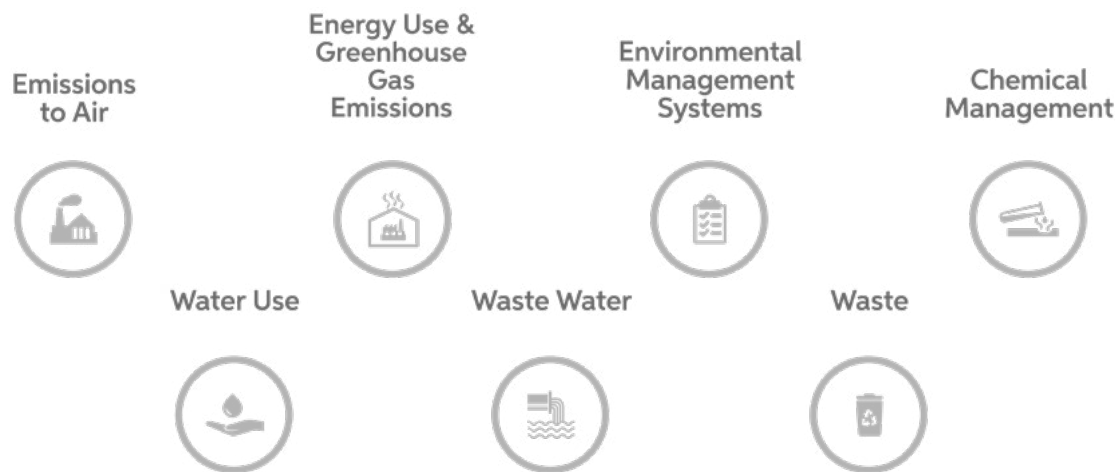 Emissions
to Air
Energy Use &
Greenhouse
Gas
Emissions
Environmental
Management
Systems
Chemical
Management
Water Use
Waste Water
Waste